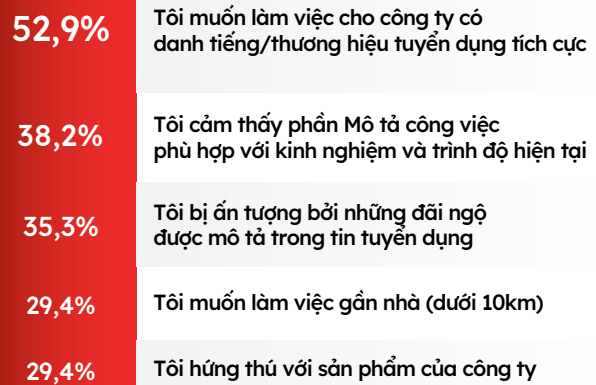 52,9%
Tôi muốn làm việc cho công ty có
danh tiếng/thương hiệu tuyển dụng tích cực
38,2%
Tôi cảm thấy phần Mô tả công việc
phù hợp với kinh nghiệm và trình độ hiện tại
35,3%
Tôi bị ấn tượng bởi những đãi ngộ
được mô tả trong tin tuyển dụng
29,4%
Tôi muốn làm việc gần nhà (dưới 10km)
29,4%
Tôi hứng thú với sản phẩm của công ty